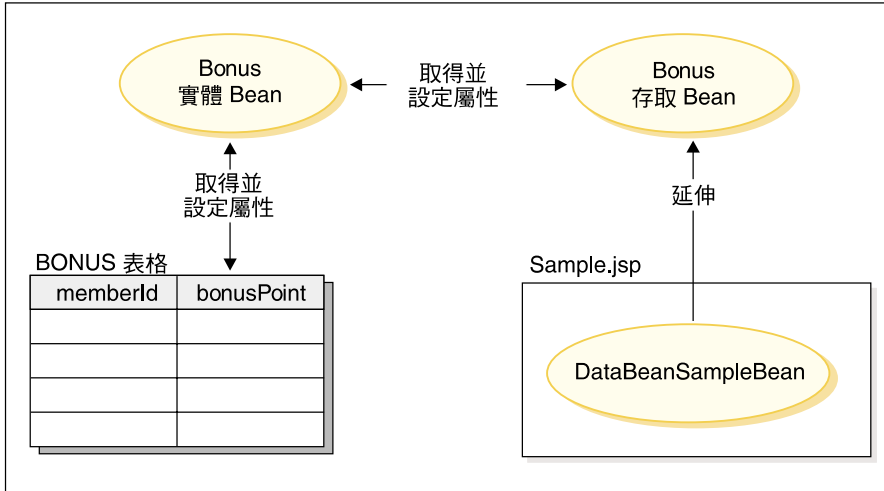 Bonus
實體 Bean
取得並
設定屬性
Bonus
存取 Bean
取得並
設定屬性
延伸
BONUS 表格
memberId
bonusPoint
Sample.jsp
DataBeanSampleBean